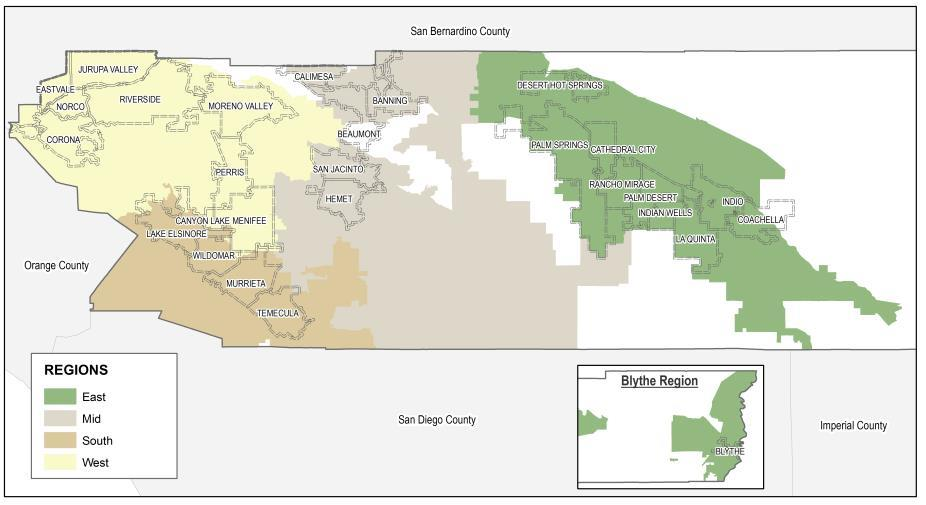 San Bernardino County
JURUPA VALLEY
CALIMESA
EASTVALE
DESERT HOT SPRINGS
NORCO
RIVERSIDE
MORENO VALLEY
BANNING
CORONA
BEAUMONT
PALM SPRINGS
CATHEDRAL CITY
PERRIS
SAN JACINTO
RANCHO MIRAGE
HEMET
PALM DESERT
INDIO
INDIAN WELLS
COACHELLA
CANYON LAKE
MENIFEE
LAKE ELSINORE
LA QUINTA
WILDOMAR
Orange County
MURRIETA
TEMECULA
REGIONS
East
Mid
South
West
San Diego County
Blythe Region
BLYTHE
Imperial County